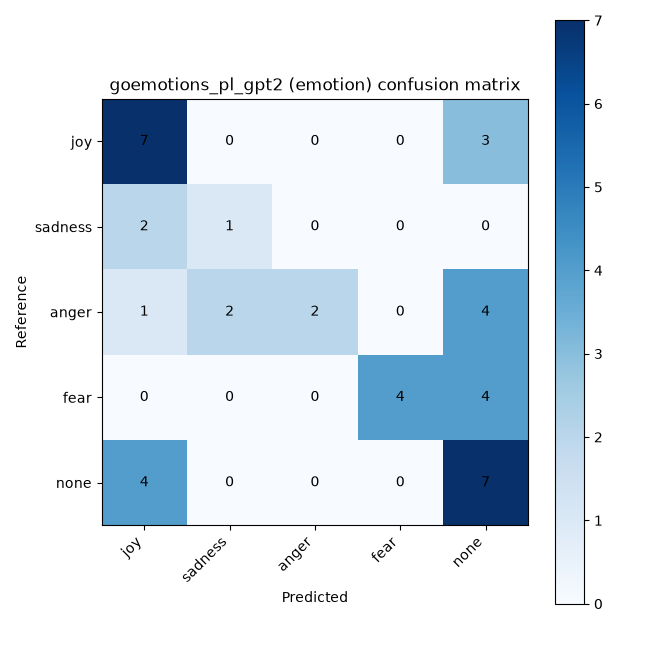 goemotions_pl_gpt2 (emotion) confusion matrix
joy 7 0 0 0 3
sadness 2 1 0 0 0
anger 1 2 2 0 4
fear 0 0 0 4 4
none 4 0 0 0 7
Reference
joy sadness anger fear none
Predicted
7
6
5
4
3
2
1
0